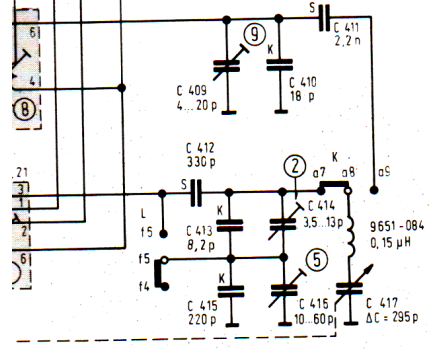 S
C 411
2,2 n
6
9
4
K
C 409
4...20 p
C 410
18 p
8
C 412
330 p
K
21
S
2
a7
a8
a9
3
1
L
K
C 414
3,5...13 p
2
f5
C 413
8,2 p
9651-084
0,15 µH
6
f5
5
K
f4
C 415
220 p
C 416
10...60 p
C 417
ΔC = 295 p